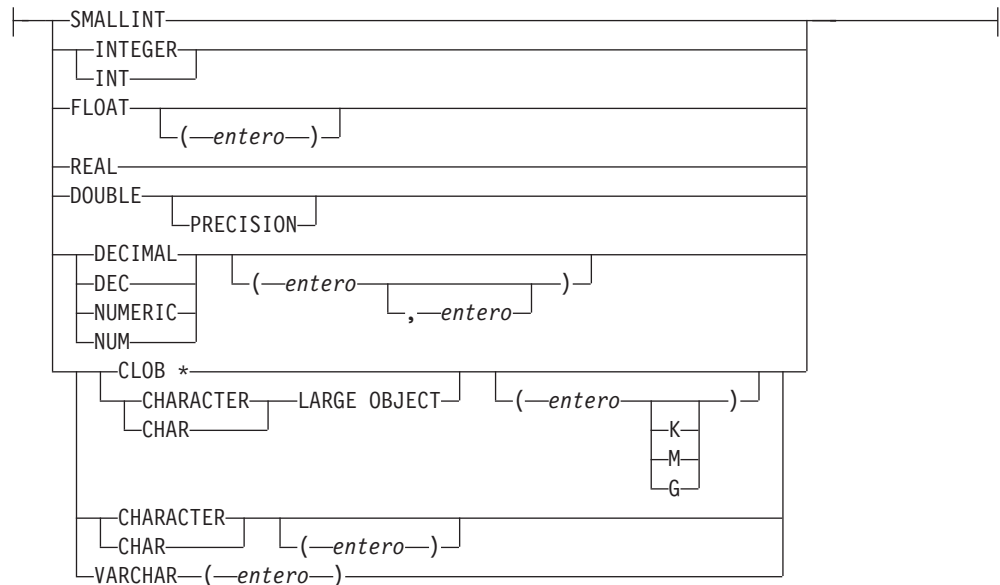 SMALLINT
INTEGER
INT
FLOAT
( entero )
REAL
DOUBLE
PRECISION
DECIMAL
DEC
NUMERIC
NUM
( entero )
, entero
CLOB *
CHARACTER LARGE OBJECT
CHAR
( entero )
K
M
G
CHARACTER
CHAR
( entero )
VARCHAR ( entero )